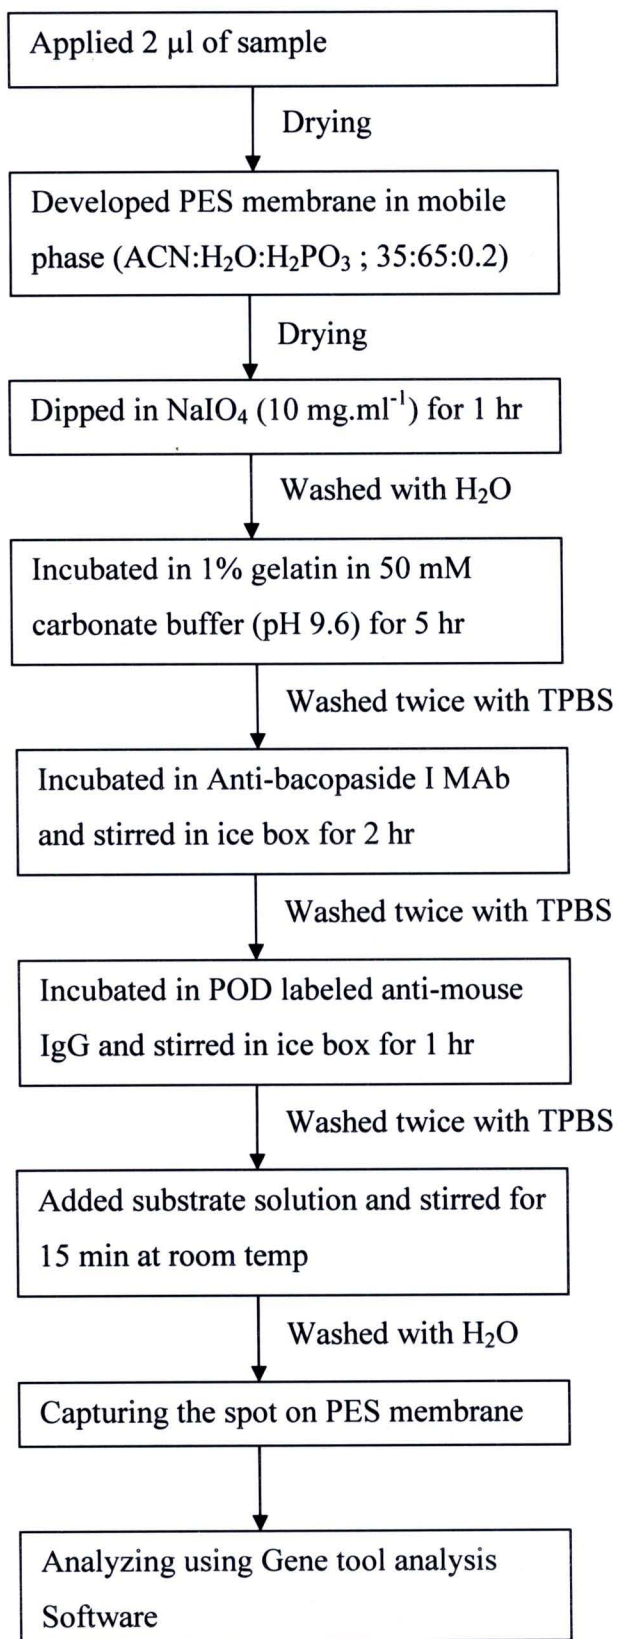 Applied 2 µl of sample
Drying
Developed PES membrane in mobile
phase (ACN:H₂O:H₂PO₃ ; 35:65:0.2)
Drying
Dipped in NaIO₄ (10 mg.ml⁻¹) for 1 hr
Washed with H₂O
Incubated in 1% gelatin in 50 mM
carbonate buffer (pH 9.6) for 5 hr
Washed twice with TPBS
Incubated in Anti-bacopaside I MAb
and stirred in ice box for 2 hr
Washed twice with TPBS
Incubated in POD labeled anti-mouse
IgG and stirred in ice box for 1 hr
Washed twice with TPBS
Added substrate solution and stirred for
15 min at room temp
Washed with H₂O
Capturing the spot on PES membrane
Analyzing using Gene tool analysis
Software